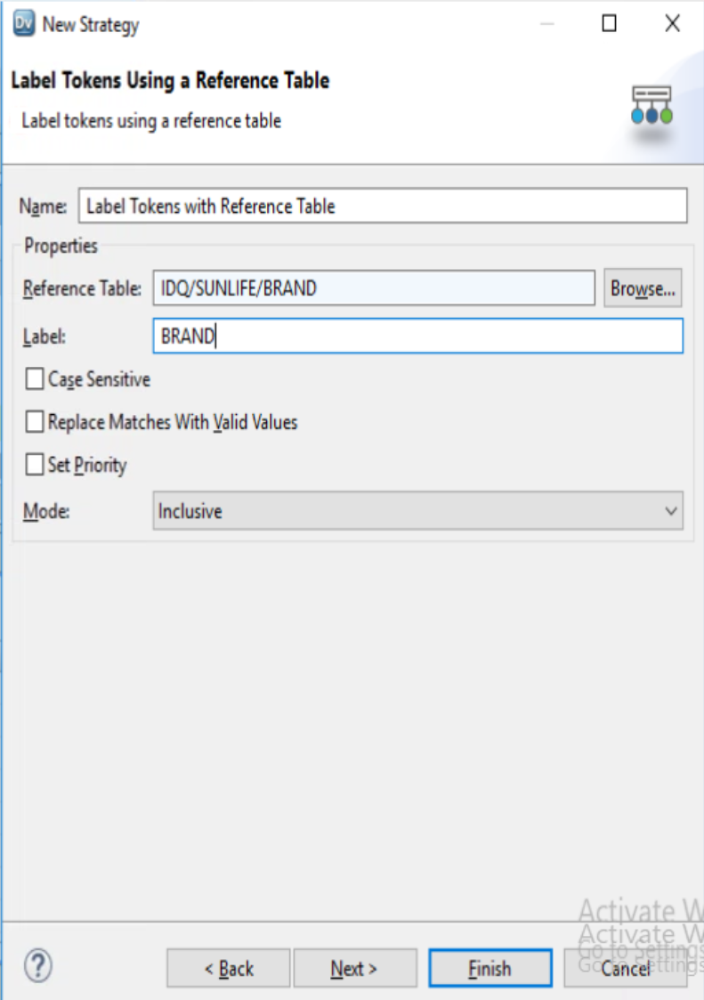 Dv New Strategy
Label Tokens Using a Reference Table
Label tokens using a reference table
Name: Label Tokens with Reference Table
Properties
Reference Table: IDQ/SUNLIFE/BRAND Browse...
Label: BRAND
Case Sensitive
Replace Matches With Valid Values
Set Priority
Mode: Inclusive
Activate W
Activate W
Go to Settings
Go to Settings
? < Back Next > Finish Cancel